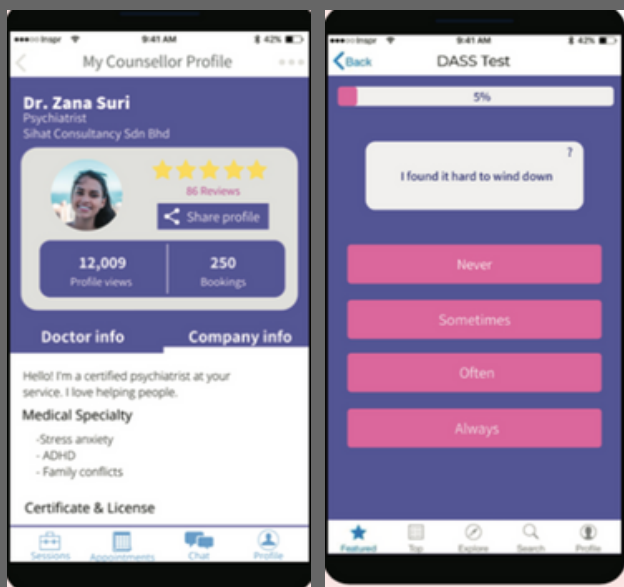 Inspr 9:41 AM 42%
My Counsellor Profile
Dr. Zana Suri
Psychiatrist
Sihat Consultancy Sdn Bhd
86 Reviews
Share profile
12,009 250
Profile views Bookings
Doctor info Company info
Hello! I'm a certified psychiatrist at your
service. I love helping people.
Medical Specialty
-Stress anxiety
- ADHD
- Family conflicts
Certificate & License
Sessions Appointments Chat Profile
Inspr 9:41 AM 42%
Back DASS Test
5%
?
I found it hard to wind down
Never
Sometimes
Often
Always
Featured Top Explore Search Profile